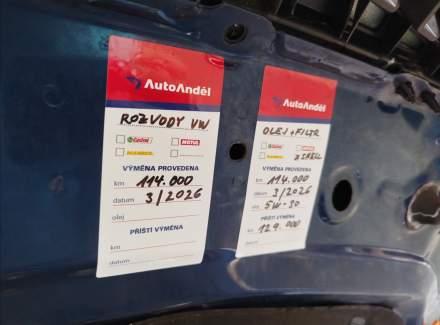 AutoAnděl
ROZVODY VW
Castrol
MOTUL
VÝMĚNA PROVEDENA
km 114.000
datum 3/2026
olej
PŘÍŠTÍ VÝMĚNA
km
datum
AutoAnděl
OLEJ + FILTR
Castrol
SHELL
VÝMĚNA PROVEDENA
km 114.000
datum 3/2026
olej 5W-30
PŘÍŠTÍ VÝMĚNA
km 129.000
datum